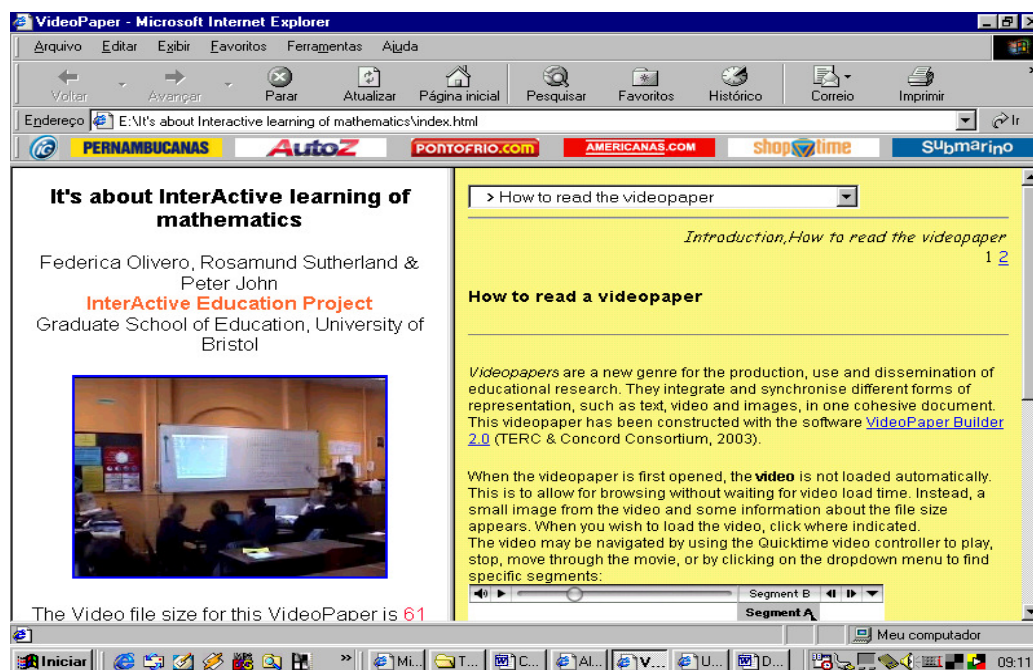 VideoPaper - Microsoft Internet Explorer
Arquivo Editar Exibir Favoritos Ferramentas Ajuda
Voltar Avançar Parar Atualizar Página inicial Pesquisar Favoritos Histórico Correio Imprimir
Endereço E:\It's about Interactive learning of mathematics\index.html Ir
iG PERNAMBUCANAS AutoZ PONTOFRIO.COM AMERICANAS.COM shoptime Submarino
It's about InterActive learning of
mathematics
Federica Olivero, Rosamund Sutherland &
Peter John
InterActive Education Project
Graduate School of Education, University of
Bristol
The Video file size for this VideoPaper is 61
> How to read the videopaper
Introduction,How to read the videopaper
1 2
How to read a videopaper
Videopapers are a new genre for the production, use and dissemination of
educational research. They integrate and synchronise different forms of
representation, such as text, video and images, in one cohesive document.
This videopaper has been constructed with the software VideoPaper Builder
2.0 (TERC & Concord Consortium, 2003).
When the videopaper is first opened, the video is not loaded automatically.
This is to allow for browsing without waiting for video load time. Instead, a
small image from the video and some information about the file size
appears. When you wish to load the video, click where indicated.
The video may be navigated by using the Quicktime video controller to play,
stop, move through the movie, or by clicking on the dropdown menu to find
specific segments:
Segment B
Segment A
Meu computador
Iniciar » Mi... T... C... Al... V... U... D... 09:11